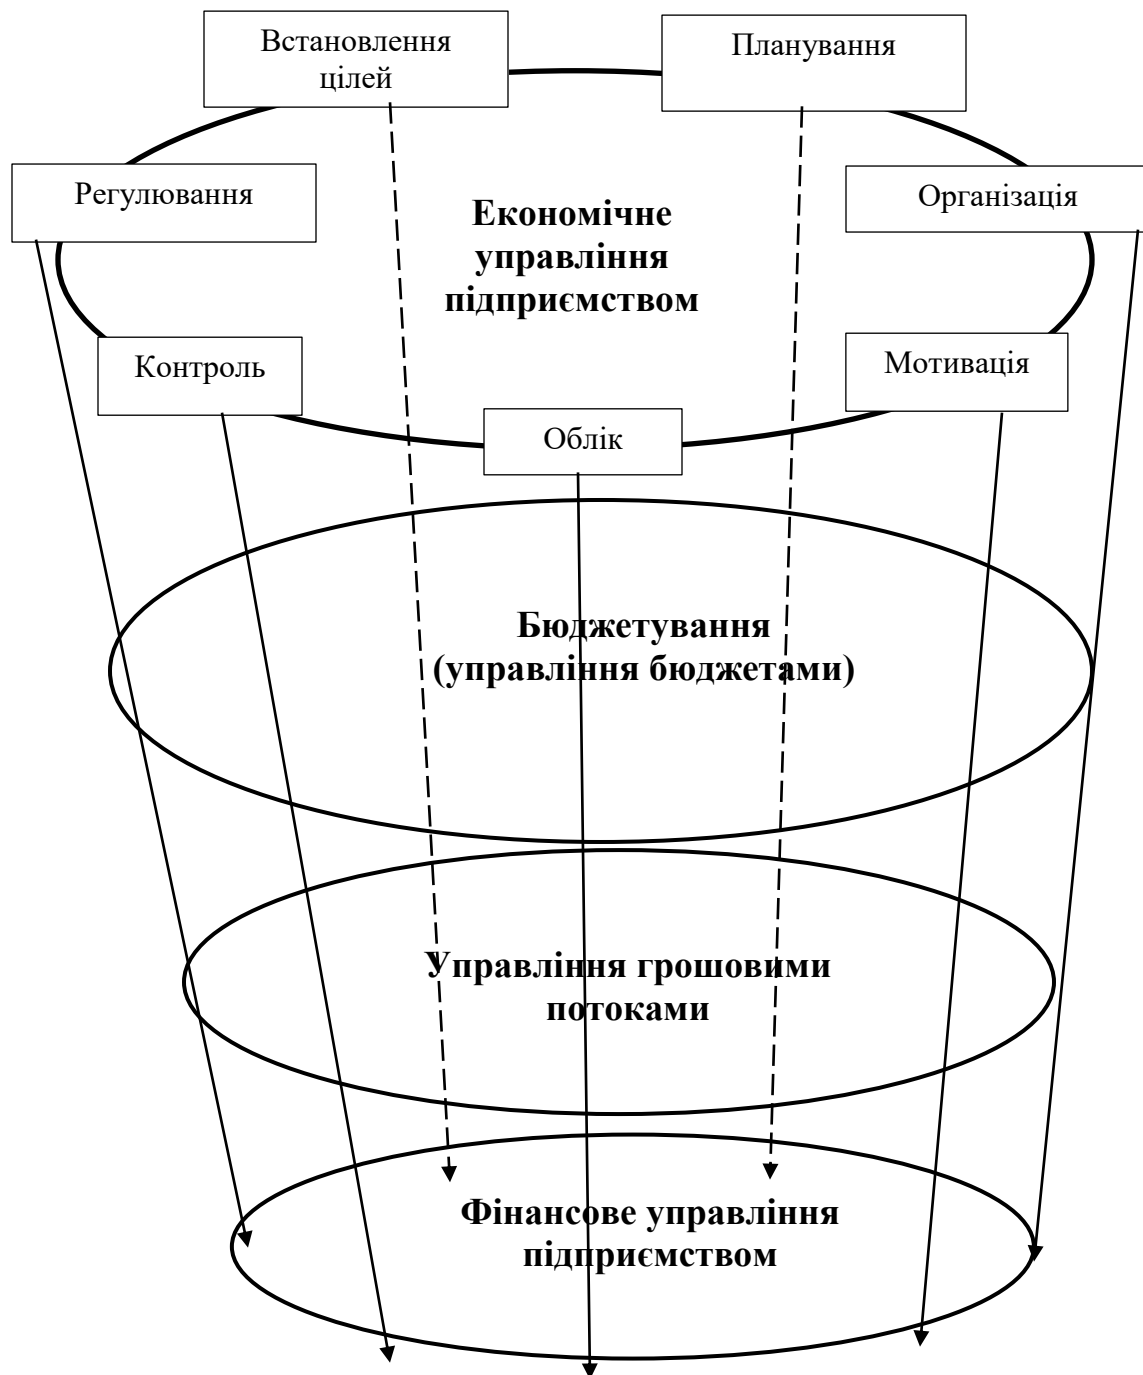 Встановлення
цілей
Планування
Регулювання
Організація
Економічне
управління
підприємством
Контроль
Мотивація
Облік
Бюджетування
(управління бюджетами)
Управління грошовими
потоками
Фінансове управління
підприємством